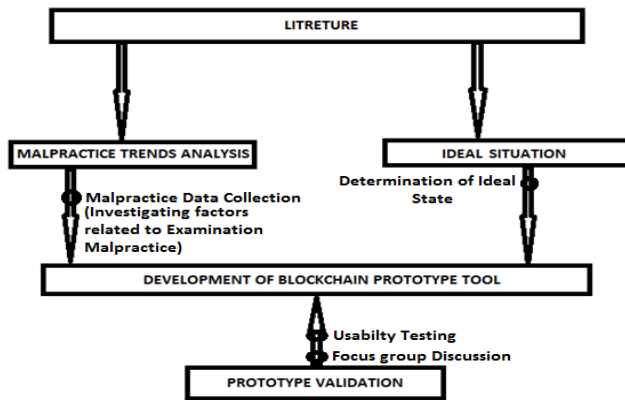 LITRETURE
MALPRACTICE TRENDS ANALYSIS
IDEAL SITUATION
Malpractice Data Collection
(Investigating factors
related to Examination
Malpractice)
Determination of Ideal
State
DEVELOPMENT OF BLOCKCHAIN PROTOTYPE TOOL
Usabilty Testing
Focus group Discussion
PROTOTYPE VALIDATION